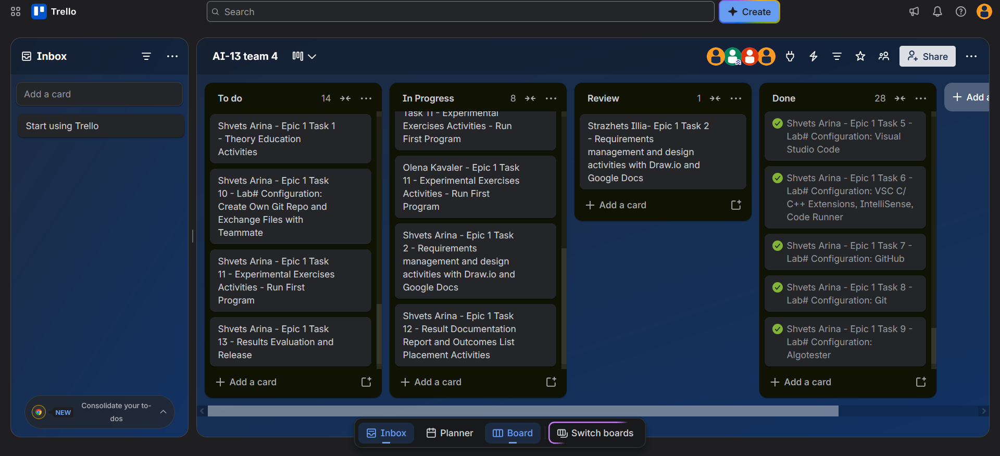 Trello
Search
Create
Inbox
Add a card
Start using Trello
NEW
Consolidate your to-
dos
AI-13 team 4
Share
To do
14
Shvets Arina - Epic 1 Task 1
- Theory Education
Activities
Shvets Arina - Epic 1 Task
10 - Lab# Configuration:
Create Own Git Repo and
Exchange Files with
Teammate
Shvets Arina - Epic 1 Task
11 - Experimental Exercises
Activities - Run First
Program
Shvets Arina - Epic 1 Task
13 - Results Evaluation and
Release
Add a card
In Progress
8
Task 11 - Experimental
Exercises Activities - Run
First Program
Olena Kavaler - Epic 1 Task
11 - Experimental Exercises
Activities - Run First
Program
Shvets Arina - Epic 1 Task
2 - Requirements
management and design
activities with Draw.io and
Google Docs
Shvets Arina - Epic 1 Task
12 - Result Documentation
Report and Outcomes List
Placement Activities
Add a card
Review
1
Strazhets Illia- Epic 1 Task 2
- Requirements
management and design
activities with Draw.io and
Google Docs
Add a card
Done
28
Shvets Arina - Epic 1 Task 5 -
Lab# Configuration: Visual
Studio Code
Shvets Arina - Epic 1 Task 6 -
Lab# Configuration: VSC C/
C++ Extensions, IntelliSense,
Code Runner
Shvets Arina - Epic 1 Task 7 -
Lab# Configuration: GitHub
Shvets Arina - Epic 1 Task 8 -
Lab# Configuration: Git
Shvets Arina - Epic 1 Task 9 -
Lab# Configuration:
Algotester
Add a card
Add a
Inbox
Planner
Board
Switch boards